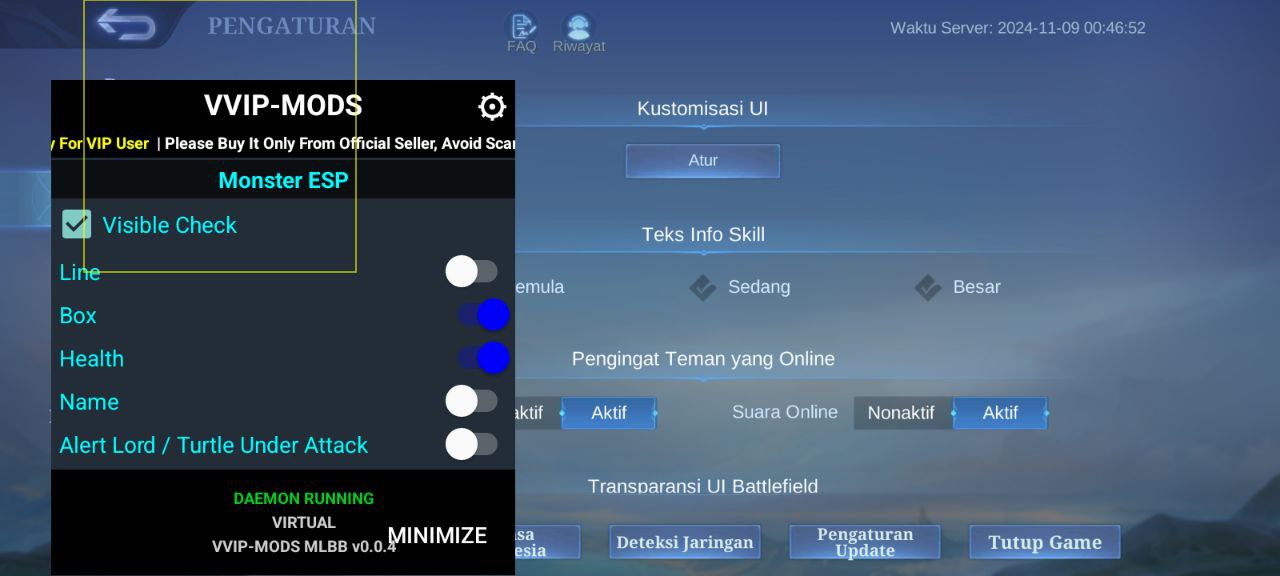 PENGATURAN
FAQ
Riwayat
Waktu Server: 2024-11-09 00:46:52
VVIP-MODS
For VIP User | Please Buy It Only From Official Seller, Avoid
Monster ESP
Visible Check
Line
Box
Health
Name
Alert Lord / Turtle Under Attack
DAEMON RUNNING
VIRTUAL
VVIP-MODS MLBB v0.0.4
MINIMIZE
Kustomisasi UI
Atur
Teks Info Skill
emula
Sedang
Besar
Pengingat Teman yang Online
aktif
Aktif
Suara Online
Nonaktif
Aktif
Transparansi UI Battlefield
esia
Deteksi Jaringan
Pengaturan
Update
Tutup Game